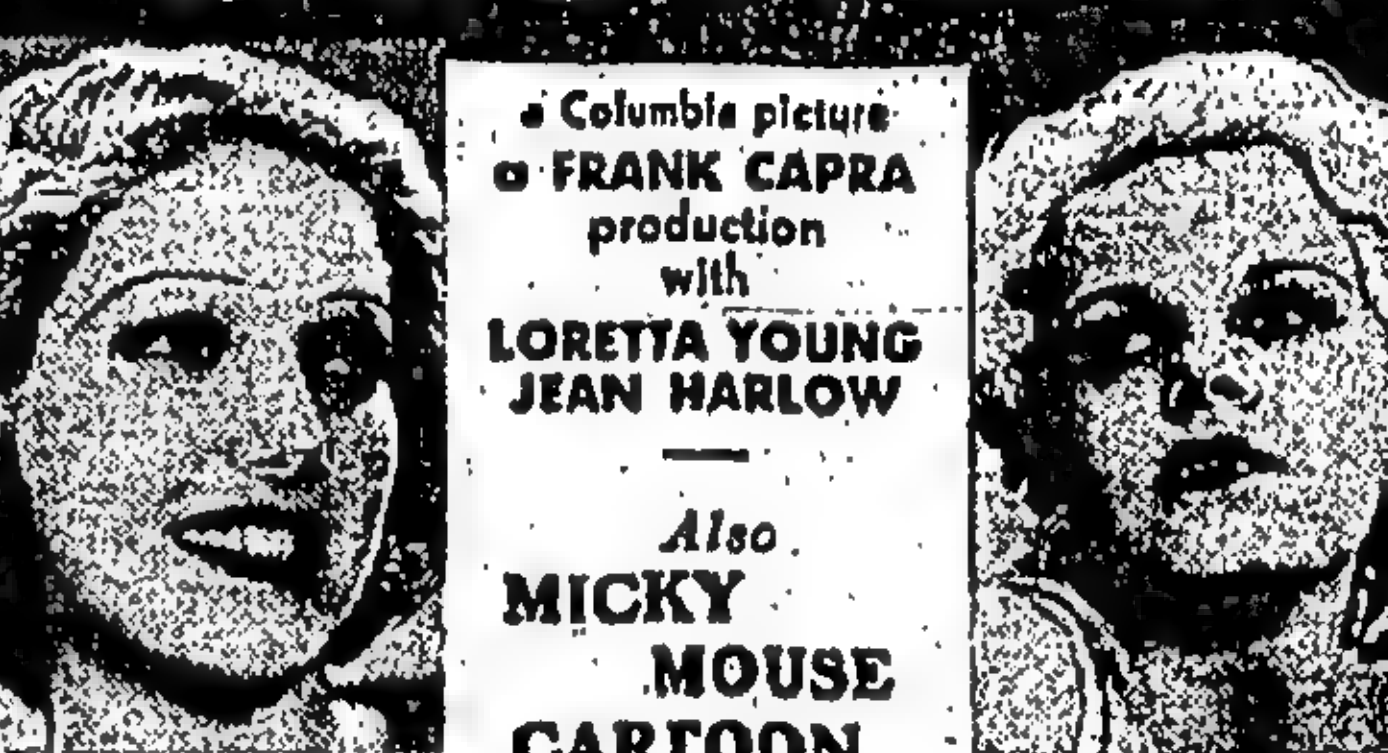 a Columbia picture
a FRANK CAPRA
production
with
LORETTA YOUNG
JEAN HARLOW
Also
MICKY
MOUSE
CARTOON